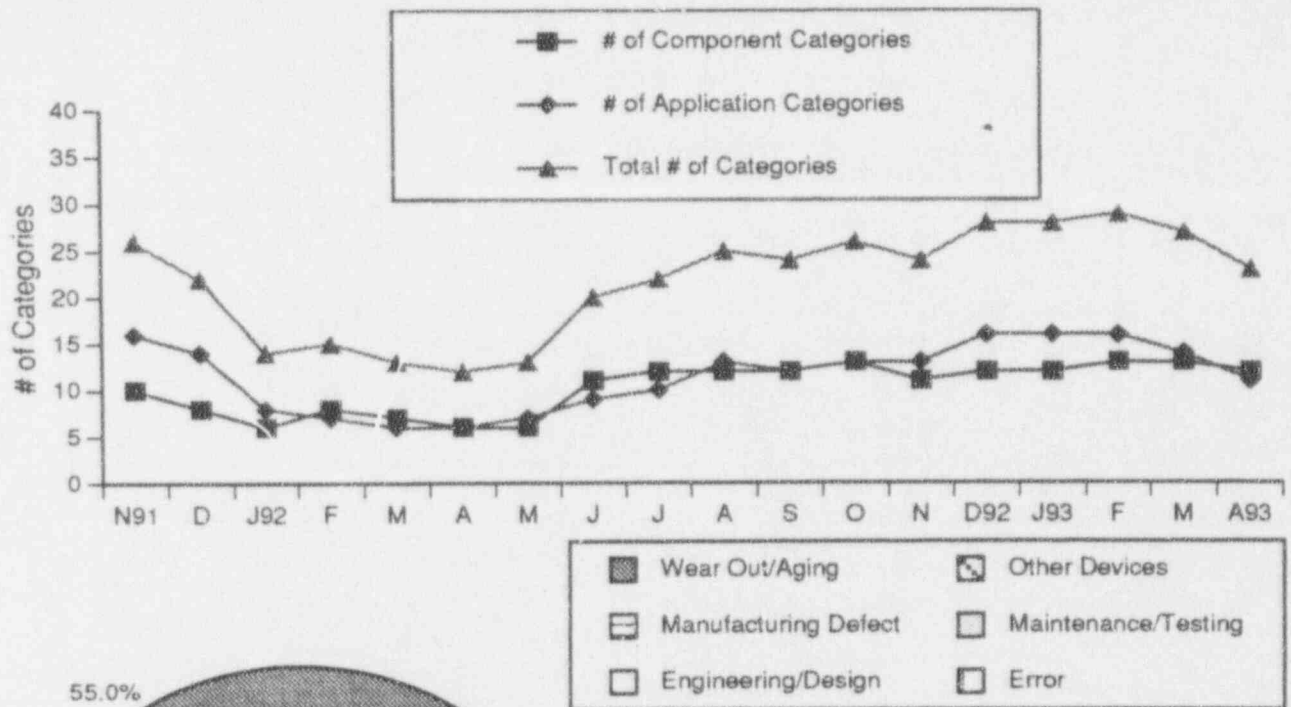 # of Component Categories
# of Application Categories
Total # of Categories
# of Categories
40
35
30
25
20
15
10
5
0
N91 D J92 F M A M J J A S O N D92 J93 F M A93
Wear Out/Aging Other Devices
Manufacturing Defect Maintenance/Testing
Engineering/Design Error
55.0%